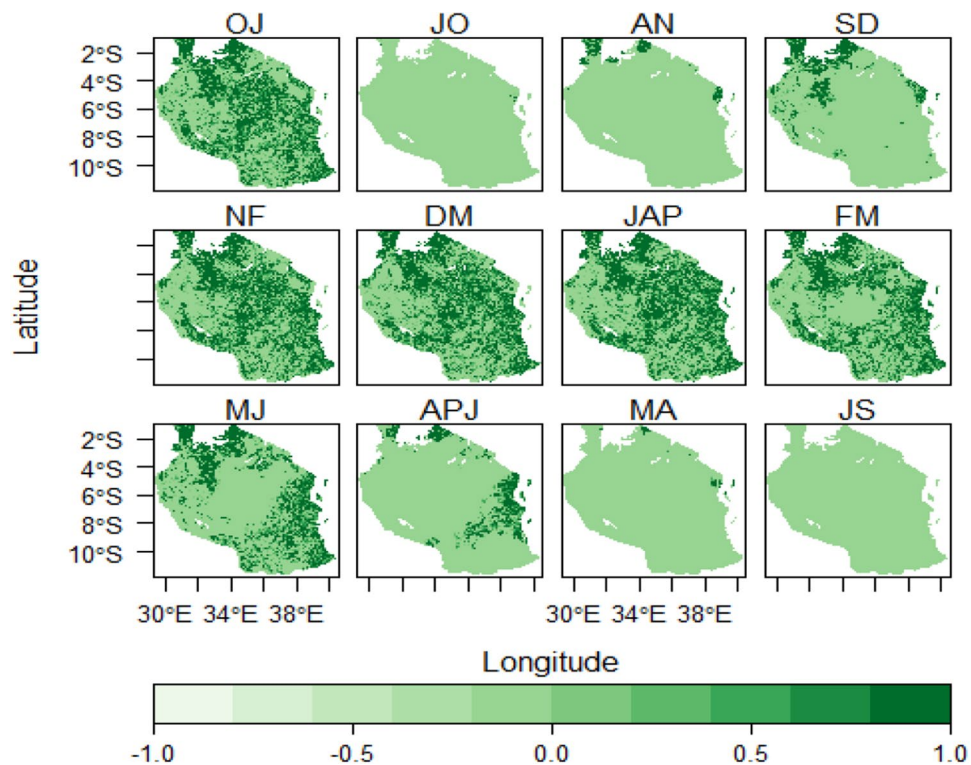 OJ JO AN SD
2°S
4°S
6°S
8°S
10°S
NF DM JAP FM
Latitude
MJ APJ MA JS
2°S
4°S
6°S
8°S
10°S
30°E 34°E 38°E 30°E 34°E 38°E
Longitude
-1.0 -0.5 0.0 0.5 1.0